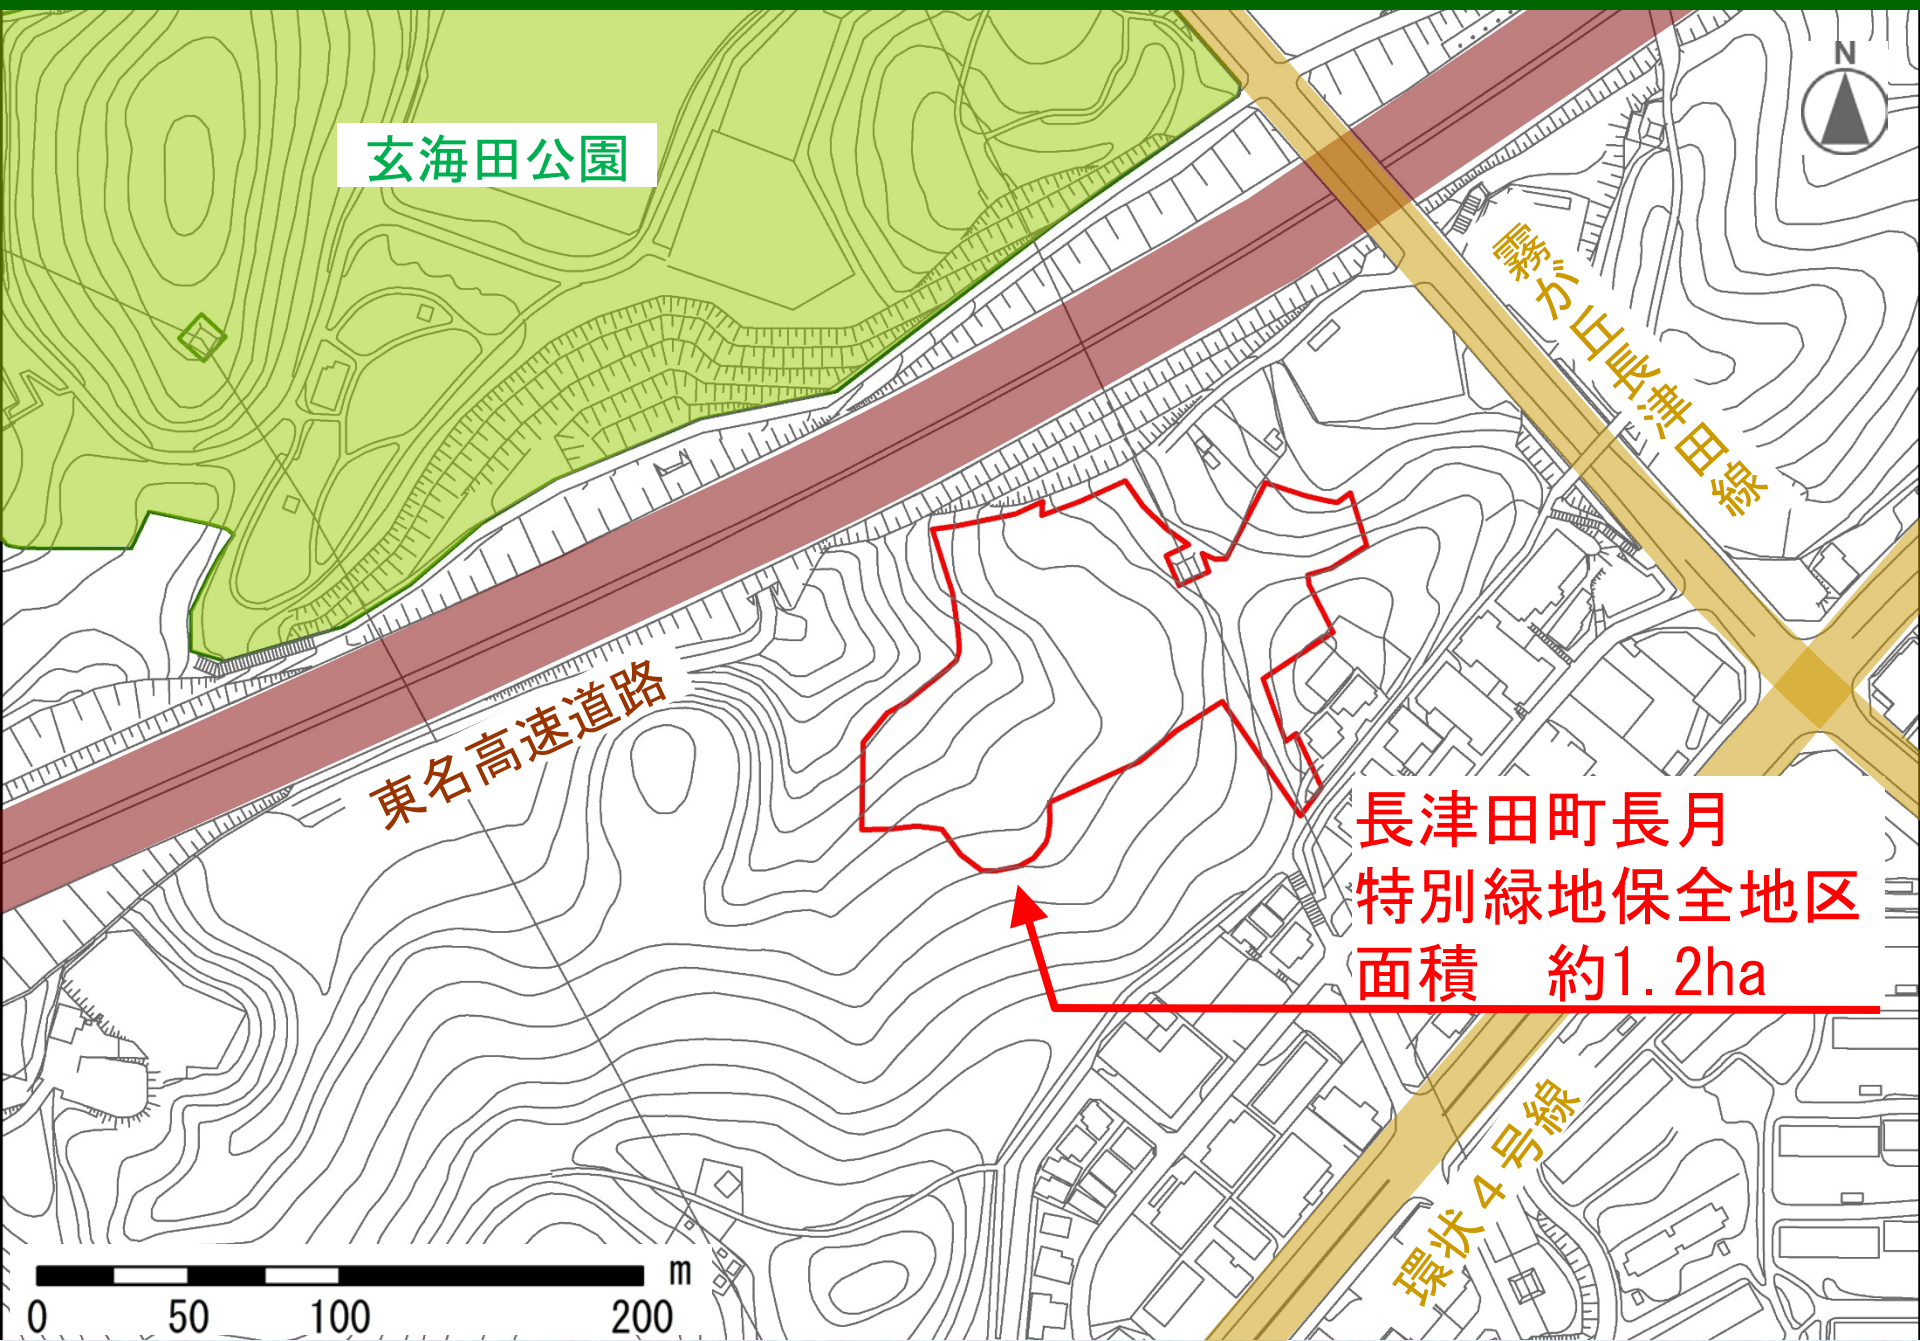 N
玄海田公園
霧が丘長津田線
東名高速道路
長津田町長月
特別緑地保全地区
面積　約1.2ha
環状4号線
m
0 50 100 200